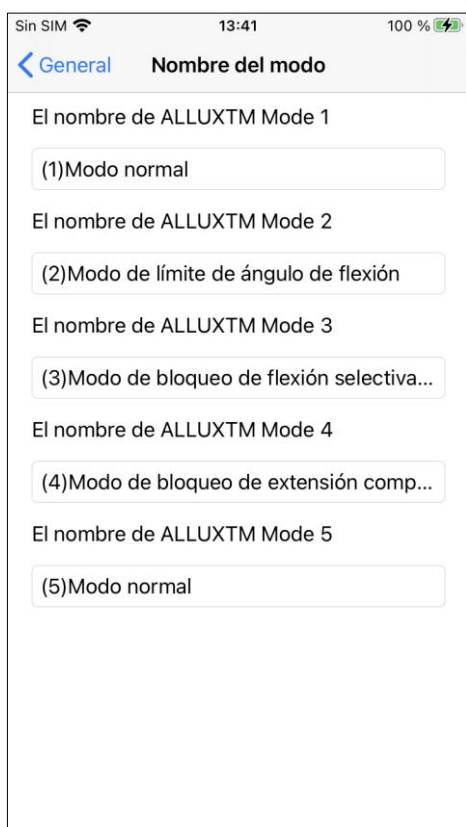 Sin SIM 13:41 100 %
General Nombre del modo
El nombre de ALLUXTM Mode 1
(1)Modo normal
El nombre de ALLUXTM Mode 2
(2)Modo de límite de ángulo de flexión
El nombre de ALLUXTM Mode 3
(3)Modo de bloqueo de flexión selectiva...
El nombre de ALLUXTM Mode 4
(4)Modo de bloqueo de extensión comp...
El nombre de ALLUXTM Mode 5
(5)Modo normal